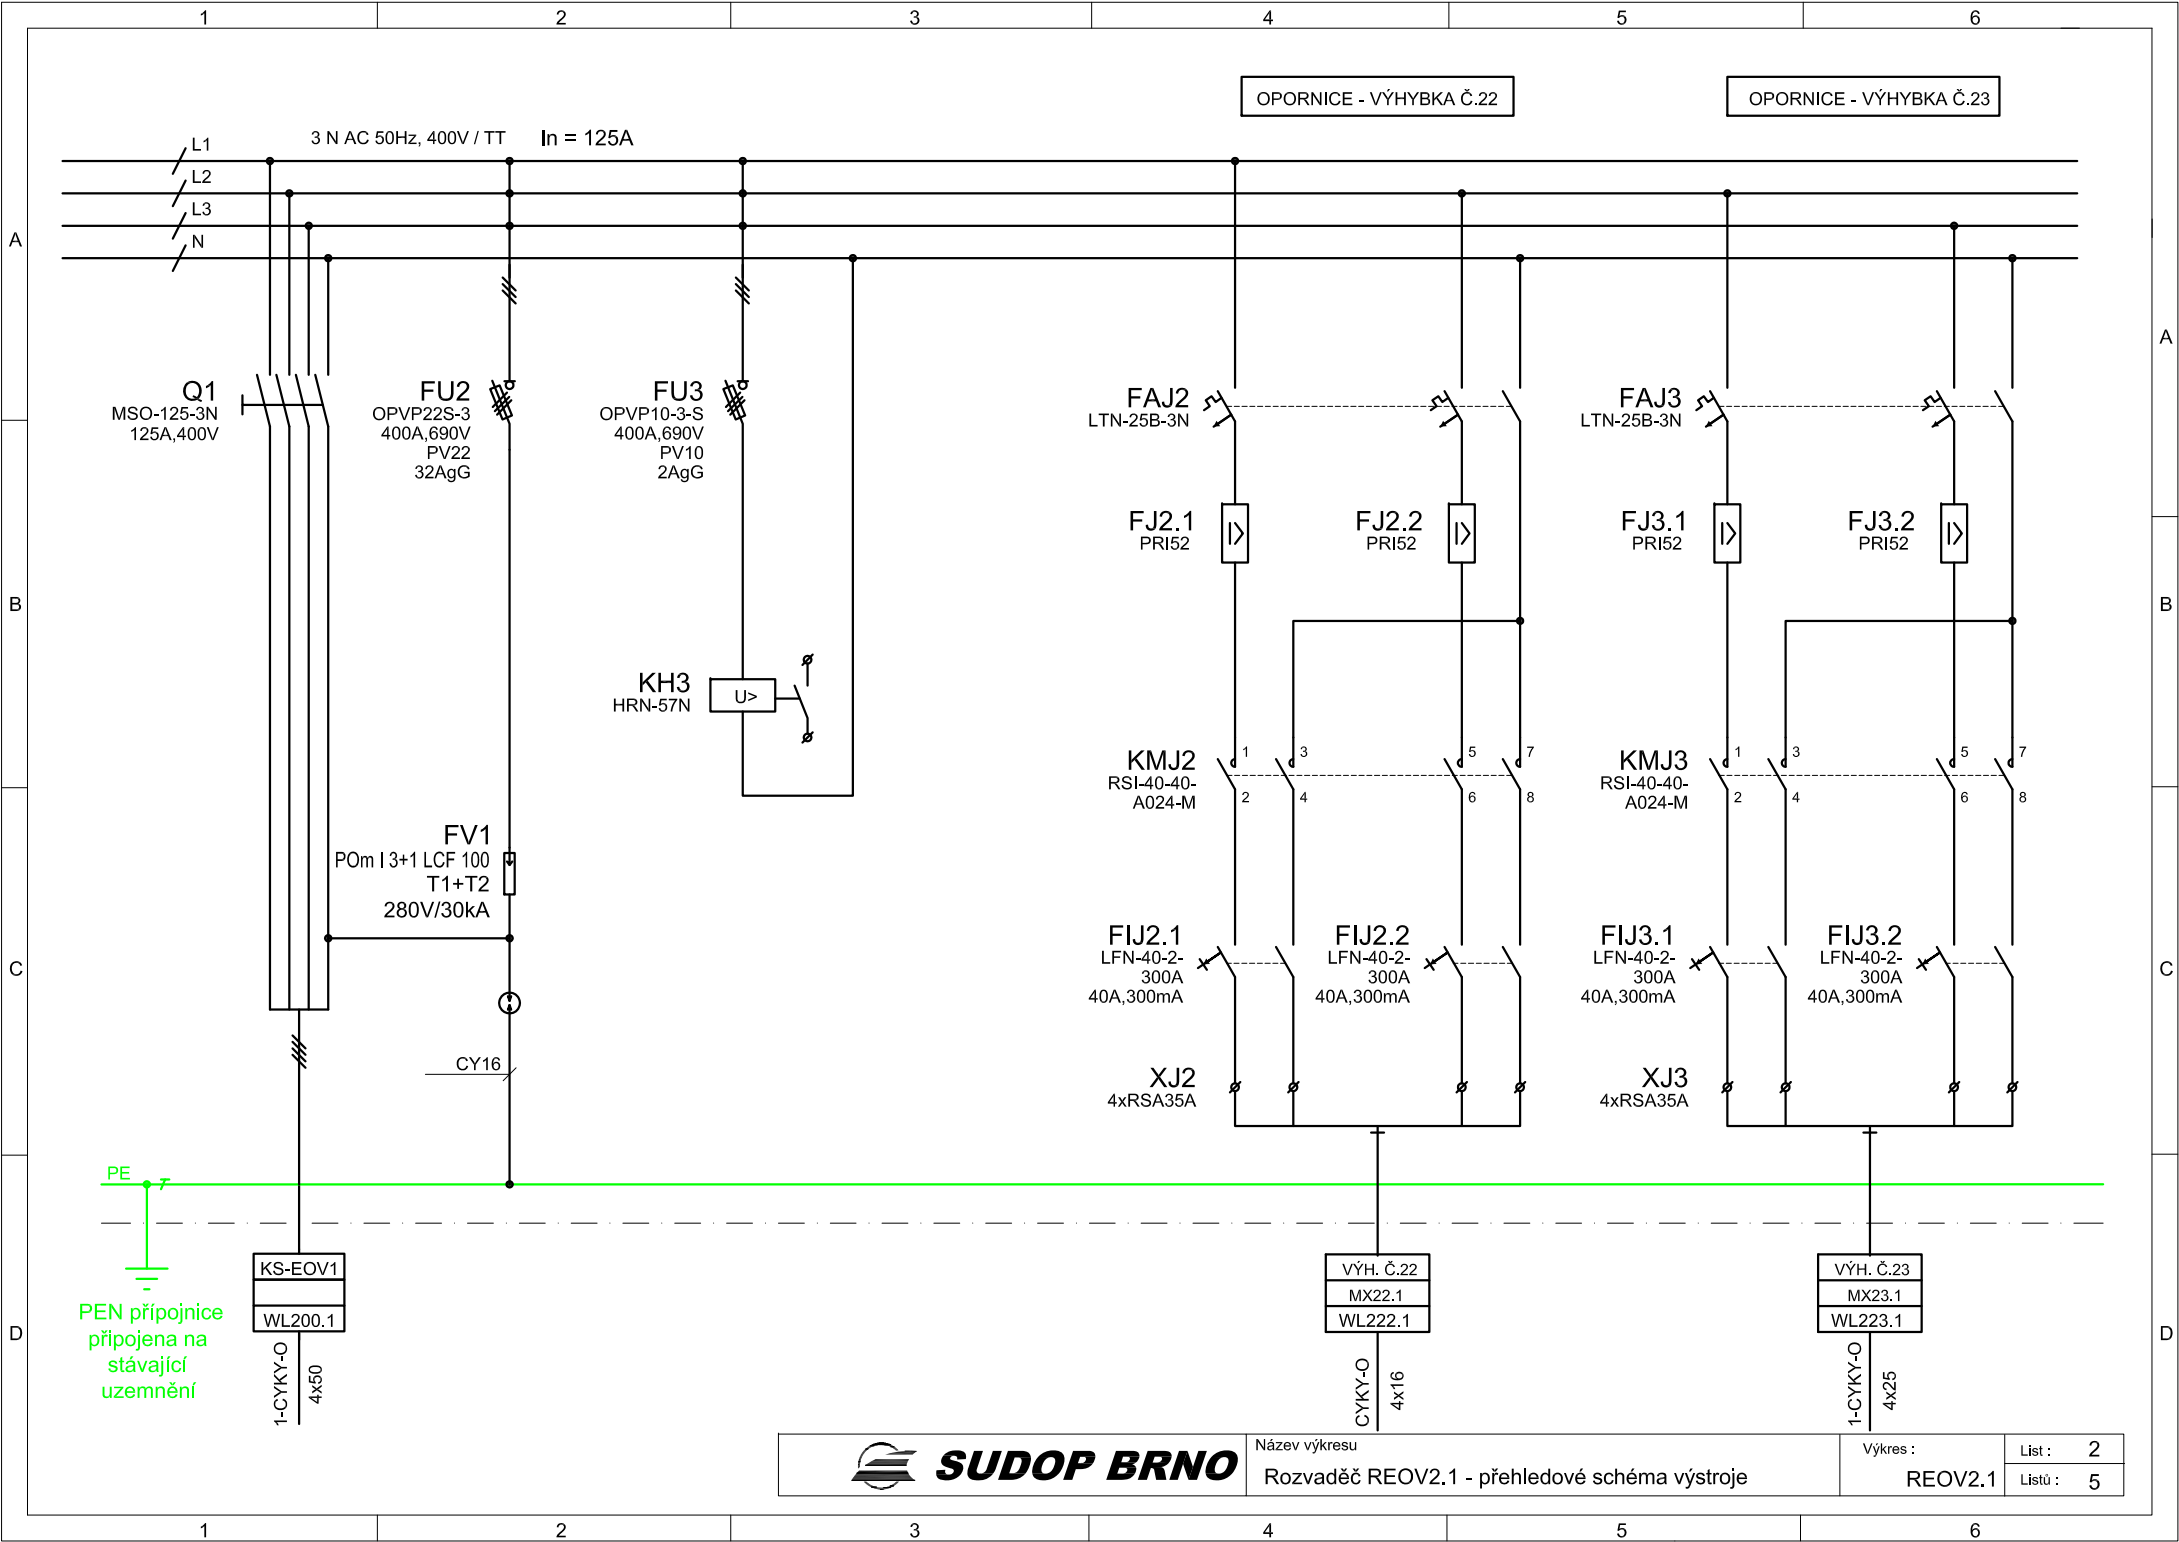 1 2 3 4 5 6
OPORNICE - VÝHYBKA Č.22
OPORNICE - VÝHYBKA Č.23
3 N AC 50Hz, 400V / TT
In = 125A
L1
L2
L3
N
A
A
Q1
MSO-125-3N
125A,400V
FU2
OPVP22S-3
400A,690V
PV22
32AgG
FU3
OPVP10-3-S
400A,690V
PV10
2AgG
FAJ2
LTN-25B-3N
FAJ3
LTN-25B-3N
FJ2.1
PRI52
FJ2.2
PRI52
FJ3.1
PRI52
FJ3.2
PRI52
B
B
KH3
HRN-57N
U>
KMJ2
RSI-40-40-
A024-M
1 3 5 7
2 4 6 8
KMJ3
RSI-40-40-
A024-M
1 3 5 7
2 4 6 8
FV1
POm I 3+1 LCF 100
T1+T2
280V/30kA
FIJ2.1
LFN-40-2-
300A
40A,300mA
FIJ2.2
LFN-40-2-
300A
40A,300mA
FIJ3.1
LFN-40-2-
300A
40A,300mA
FIJ3.2
LFN-40-2-
300A
40A,300mA
C
C
CY16
XJ2
4xRSA35A
XJ3
4xRSA35A
PE
PEN přípojnice
připojena na
stávající
uzemnění
KS-EOV1
WL200.1
1-CYKY-O
4x50
VÝH. Č.22
MX22.1
WL222.1
CYKY-O
4x16
VÝH. Č.23
MX23.1
WL223.1
1-CYKY-O
4x25
D
D
SUDOP BRNO
Název výkresu
Rozvaděč REOV2.1 - přehledové schéma výstroje
Výkres :
REOV2.1
List : 2
Listů : 5
1 2 3 4 5 6